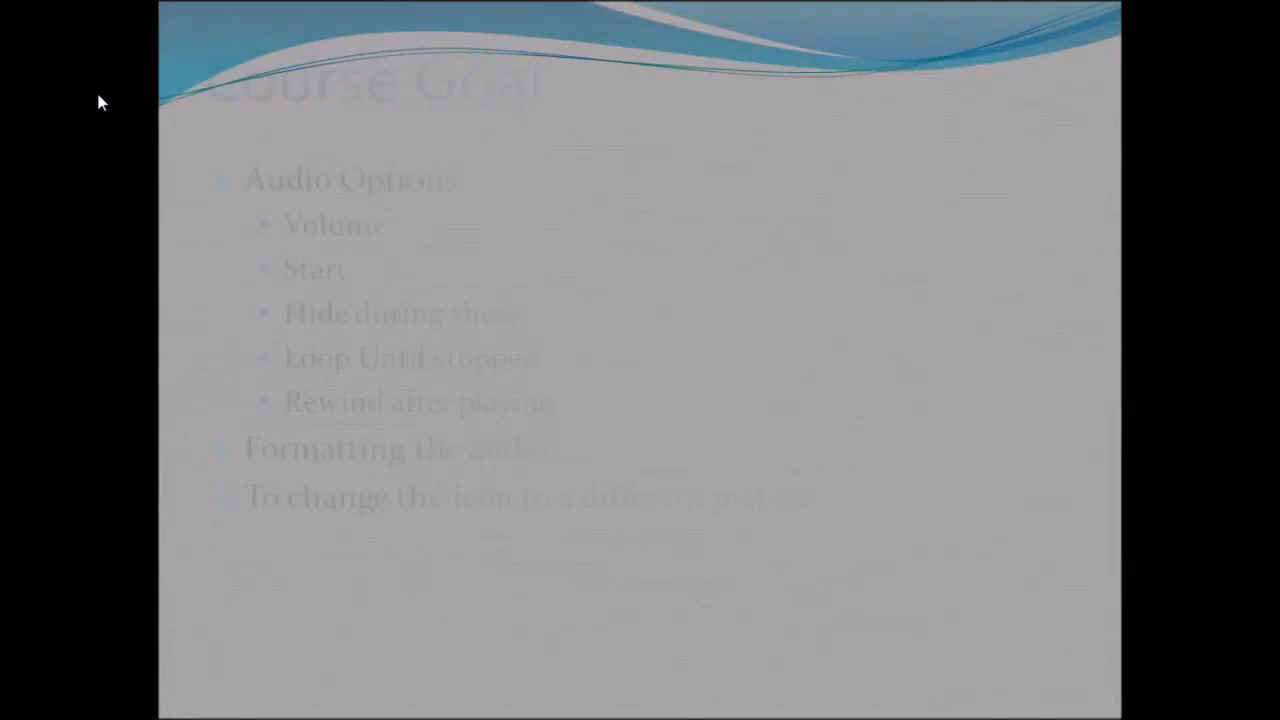 Course Goal
Audio Options
Volume
Start
Hide during show
Loop Until stopped
Rewind after playing
Formatting the audio
To change the icon to a different picture